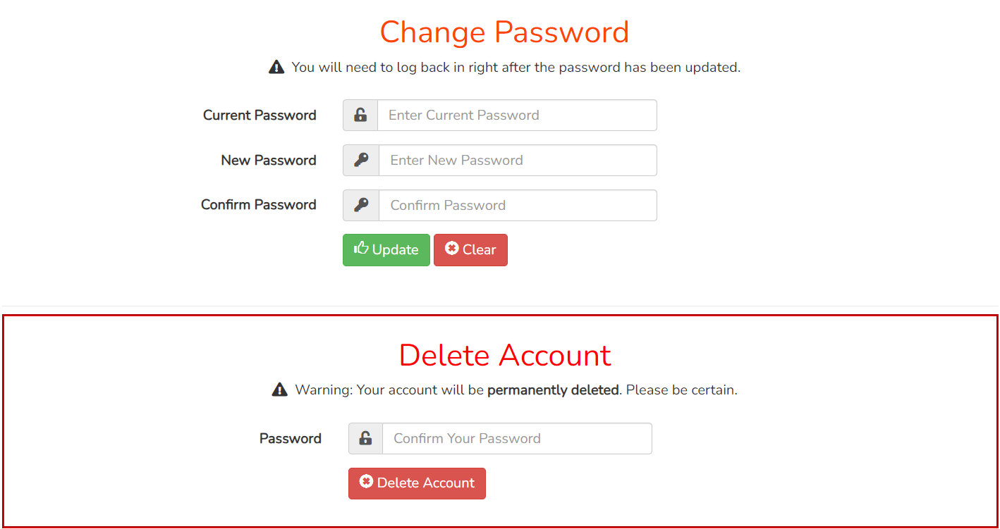 Change Password
You will need to log back in right after the password has been updated.
Current Password Enter Current Password
New Password Enter New Password
Confirm Password Confirm Password
Update Clear
Delete Account
Warning: Your account will be permanently deleted. Please be certain.
Password Confirm Your Password
Delete Account